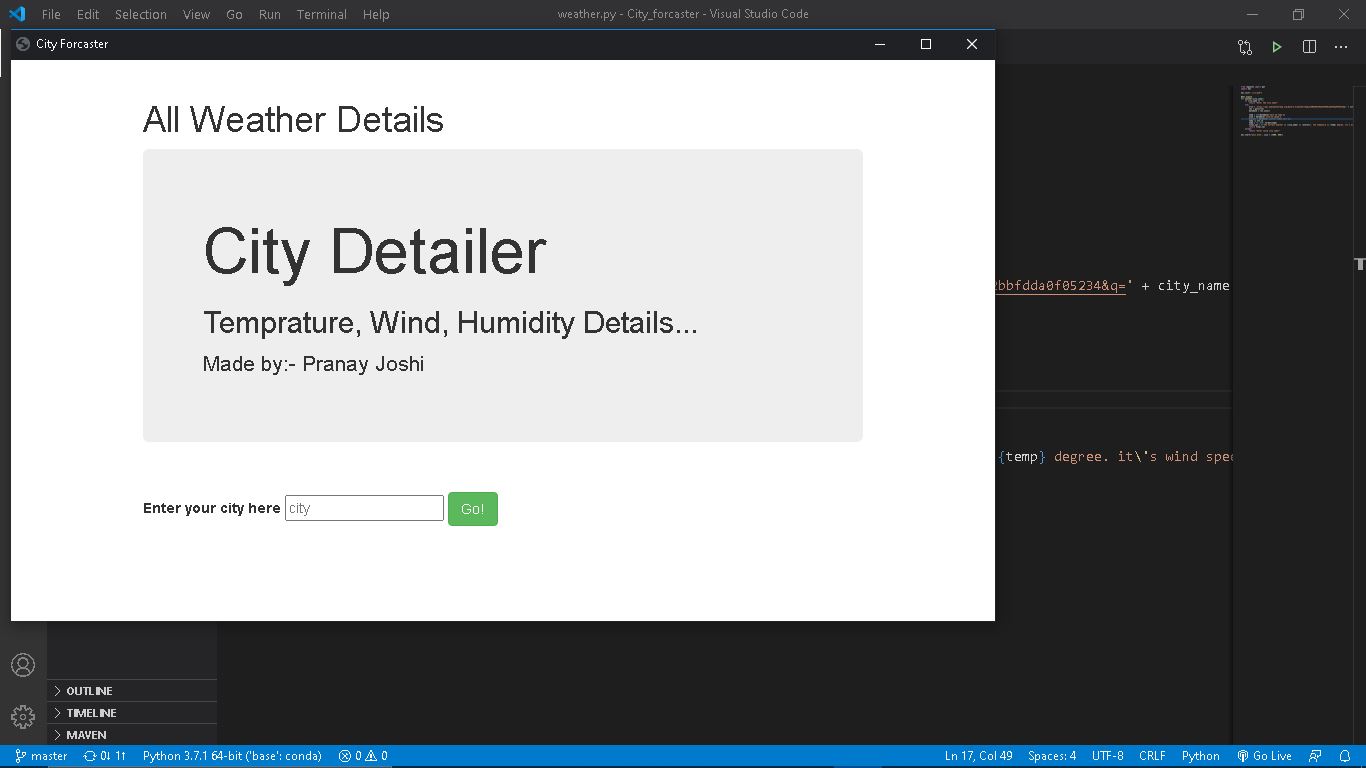 File Edit Selection View Go Run Terminal Help
weather.py - City_forcaster - Visual Studio Code
City Forcaster
All Weather Details
City Detailer
Temprature, Wind, Humidity Details...
Made by:- Pranay Joshi
bbfdda0f05234&q=' + city_name
{temp} degree. it\'s wind spee
Enter your city here city Go!
OUTLINE
TIMELINE
MAVEN
master 0↓ 1↑ Python 3.7.1 64-bit ('base': conda) 0 0 Ln 17, Col 49 Spaces: 4 UTF-8 CRLF Python Go Live